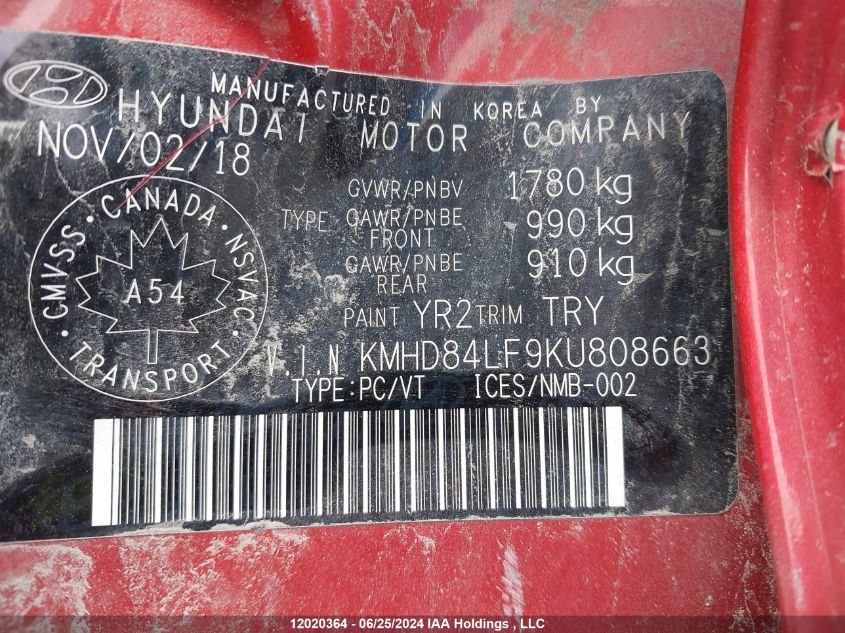 MANUFACTURED IN KOREA BY
HYUNDAI MOTOR COMPANY
NOV/02/18
GVWR/PNBV 1780 kg
TYPE GAWR/PNBE FRONT 990 kg
GAWR/PNBE REAR 910 kg
PAINT YR2 TRIM TRY
V.I.N KMHD84LF9KU808663
TYPE:PC/VT ICES/NMB-002
CMVSS · CANADA · NSVAC · TRANSPORT ·
A54
12020364 - 06/25/2024 IAA Holdings , LLC